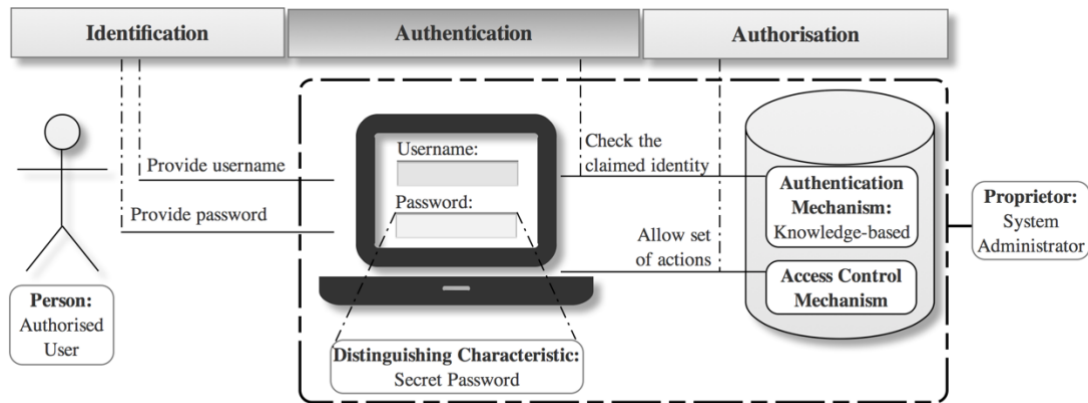 Identification
Authentication
Authorisation
Provide username
Provide password
Person:
Authorised
User
Username:
Password:
Distinguishing Characteristic:
Secret Password
Check the
claimed identity
Allow set
of actions
Authentication
Mechanism:
Knowledge-based
Access Control
Mechanism
Proprietor:
System
Administrator